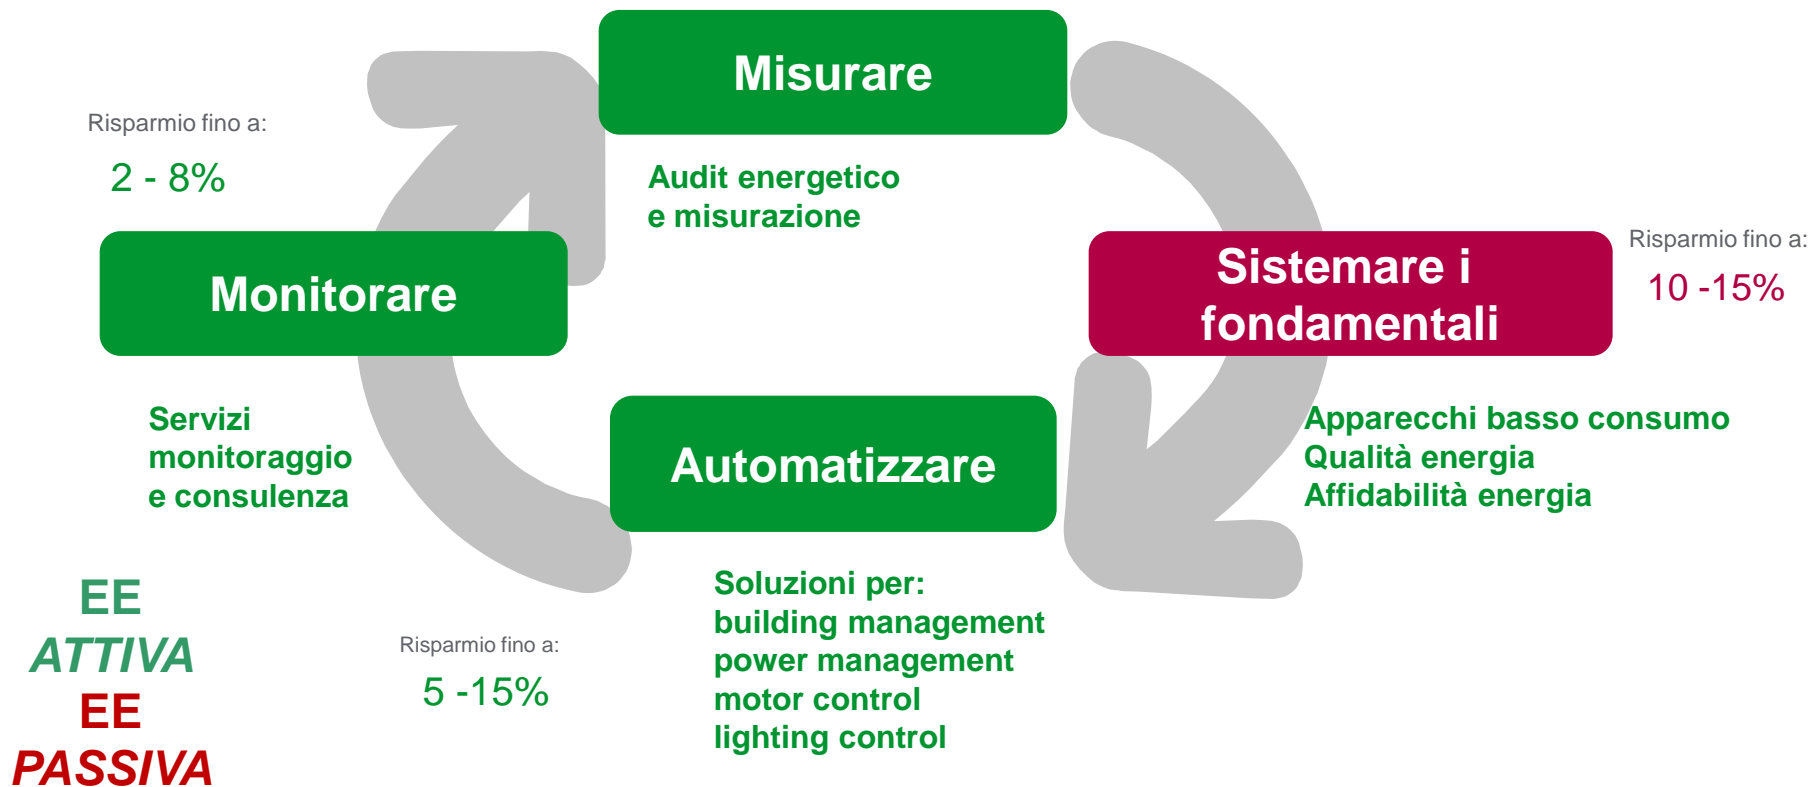 Misurare
Risparmio fino a:
2 - 8%
Audit energetico
e misurazione
Monitorare
Sistemare i
fondamentali
Risparmio fino a:
10 -15%
Servizi
monitoraggio
e consulenza
Automatizzare
Apparecchi basso consumo
Qualità energia
Affidabilità energia
Soluzioni per:
building management
power management
motor control
lighting control
Risparmio fino a:
5 -15%
EE
ATTIVA
EE
PASSIVA